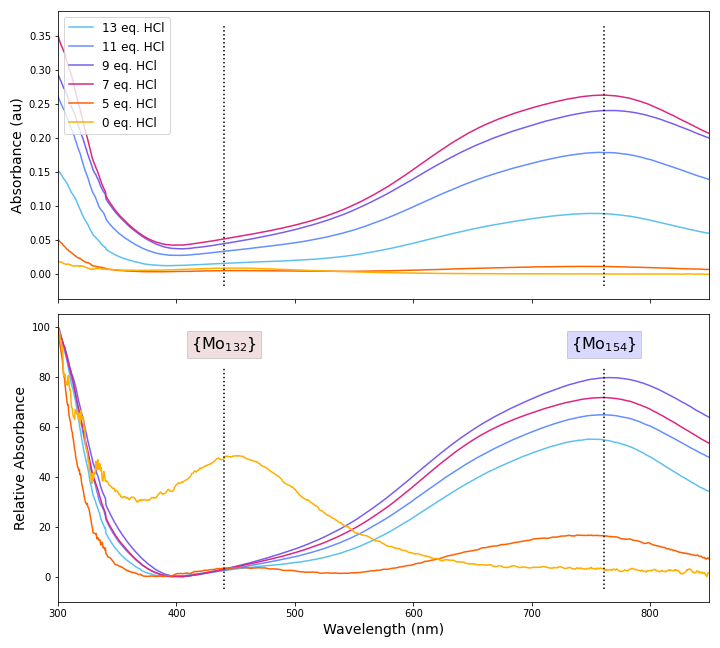 Absorbance (au)
0.35
0.30
0.25
0.20
0.15
0.10
0.05
0.00
13 eq. HCl
11 eq. HCl
9 eq. HCl
7 eq. HCl
5 eq. HCl
0 eq. HCl
Relative Absorbance
100
80
60
40
20
0
{Mo₁₃₂}
{Mo₁₅₄}
300 400 500 600 700 800
Wavelength (nm)